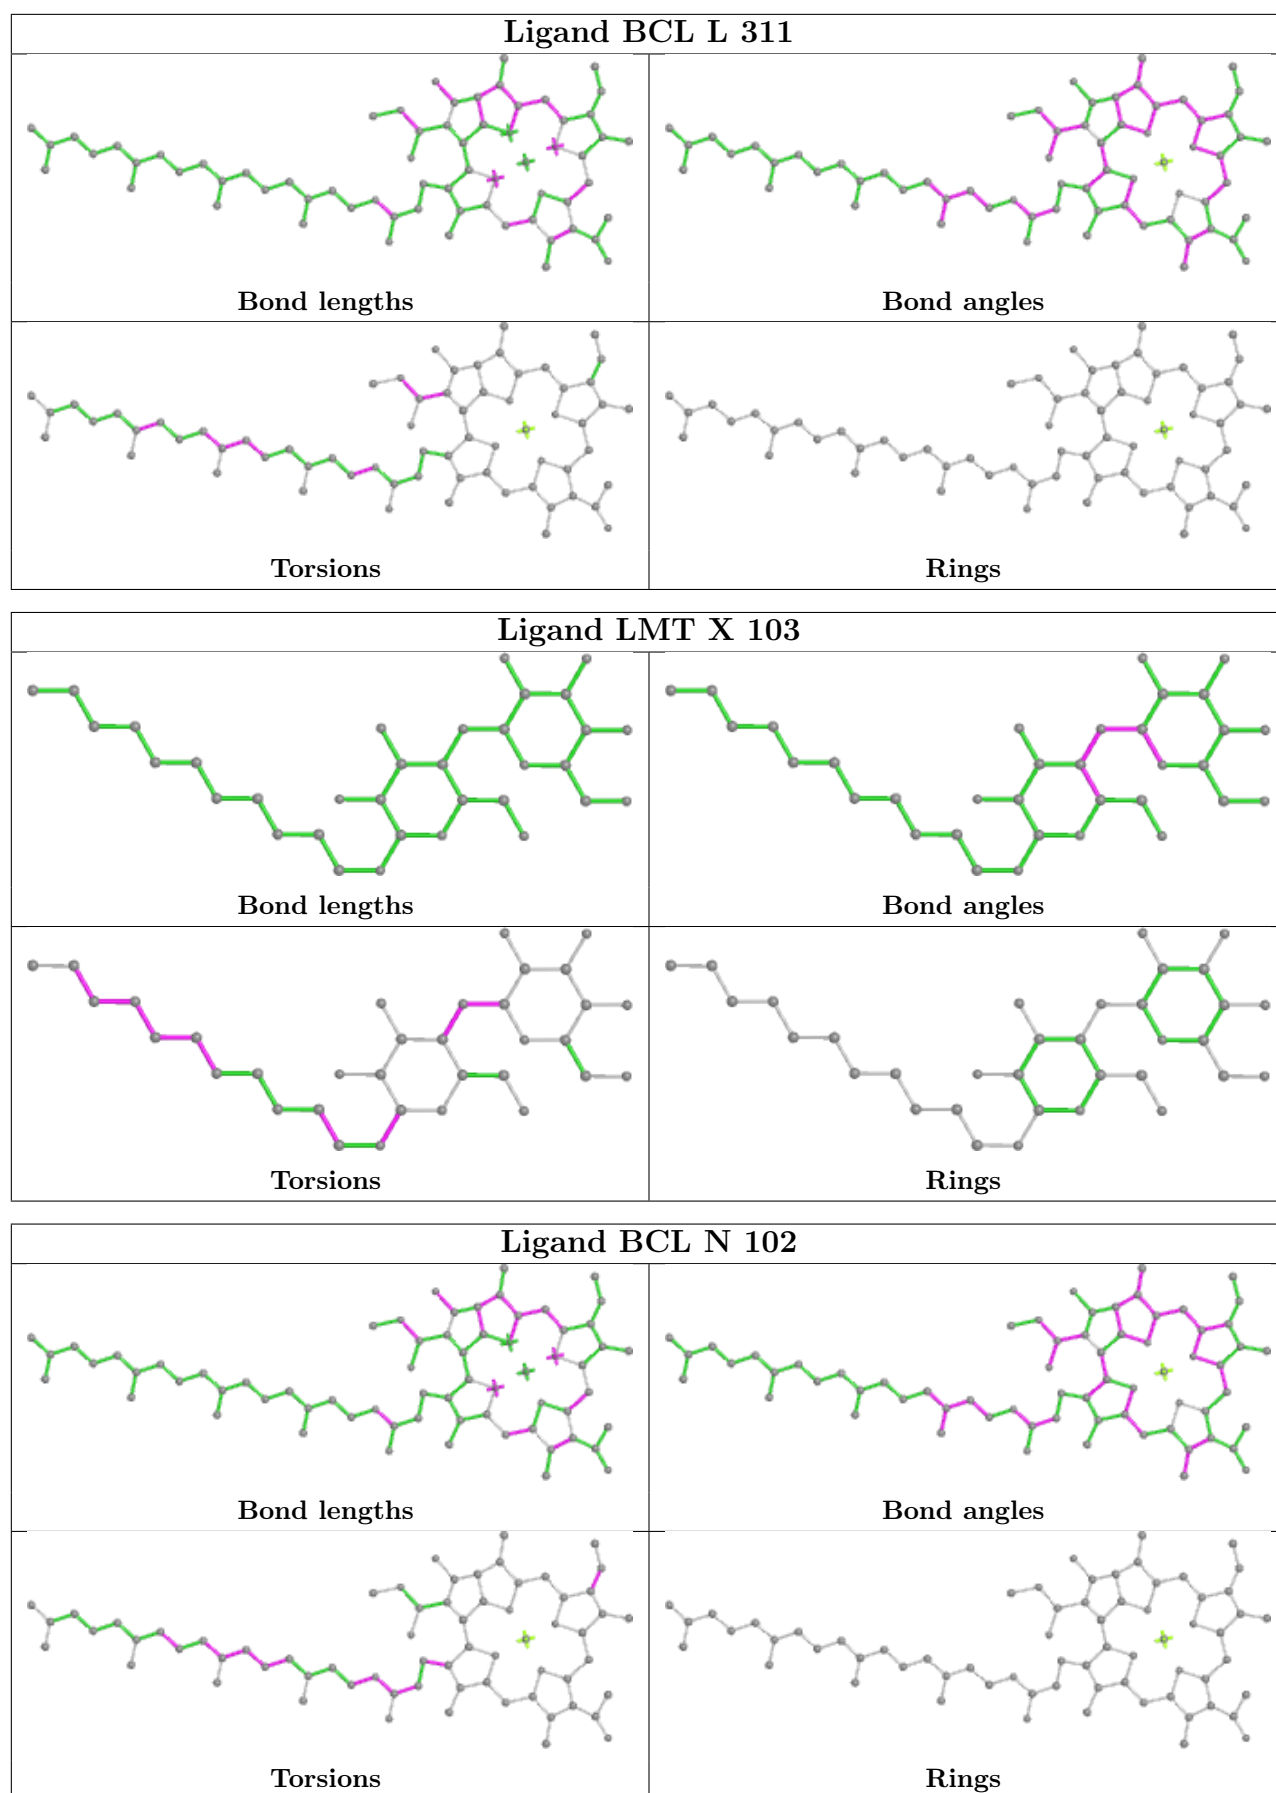 Ligand BCL L 311
Bond lengths
Bond angles
Torsions
Rings
Ligand LMT X 103
Bond lengths
Bond angles
Torsions
Rings
Ligand BCL N 102
Bond lengths
Bond angles
Torsions
Rings